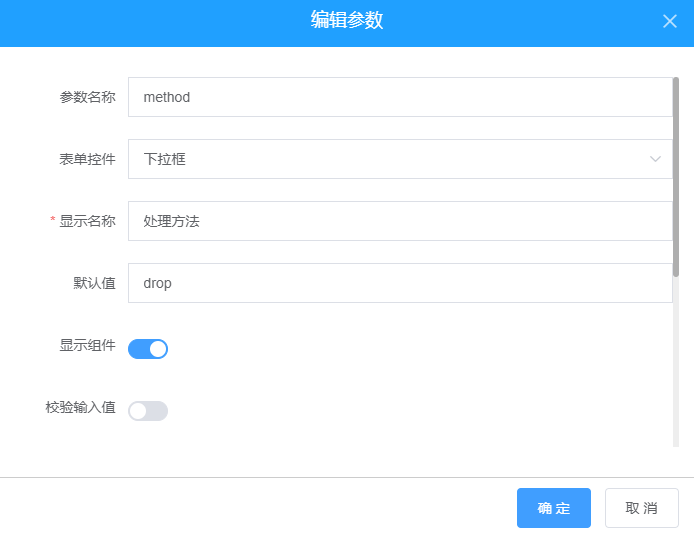 编辑参数
参数名称 method
表单控件 下拉框
* 显示名称 处理方法
默认值 drop
显示组件
校验输入值
确定 取消